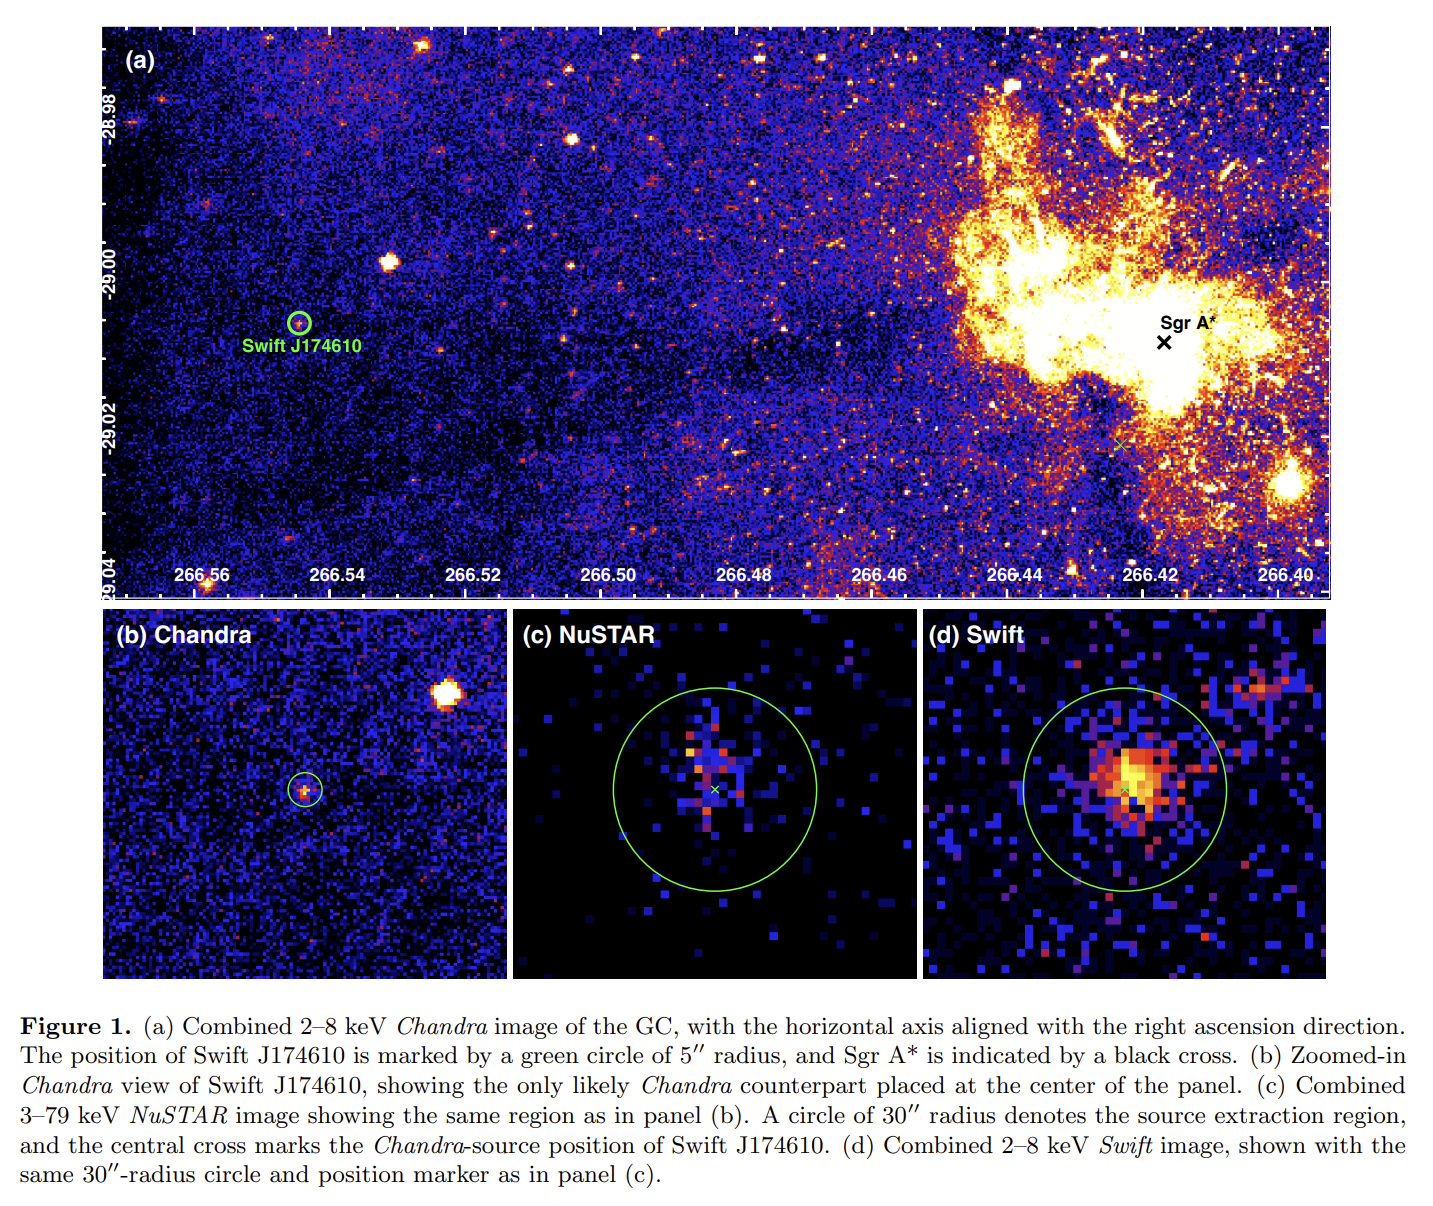 (a)
-28.98
-29.00
-29.02
29.04
Swift J174610
Sgr A*
266.56 266.54 266.52 266.50 266.48 266.46 266.44 266.42 266.40
(b) Chandra
(c) NuSTAR
(d) Swift
Figure 1. (a) Combined 2–8 keV Chandra image of the GC, with the horizontal axis aligned with the right ascension direction.
The position of Swift J174610 is marked by a green circle of 5″ radius, and Sgr A* is indicated by a black cross. (b) Zoomed-in
Chandra view of Swift J174610, showing the only likely Chandra counterpart placed at the center of the panel. (c) Combined
3–79 keV NuSTAR image showing the same region as in panel (b). A circle of 30″ radius denotes the source extraction region,
and the central cross marks the Chandra-source position of Swift J174610. (d) Combined 2–8 keV Swift image, shown with the
same 30″-radius circle and position marker as in panel (c).